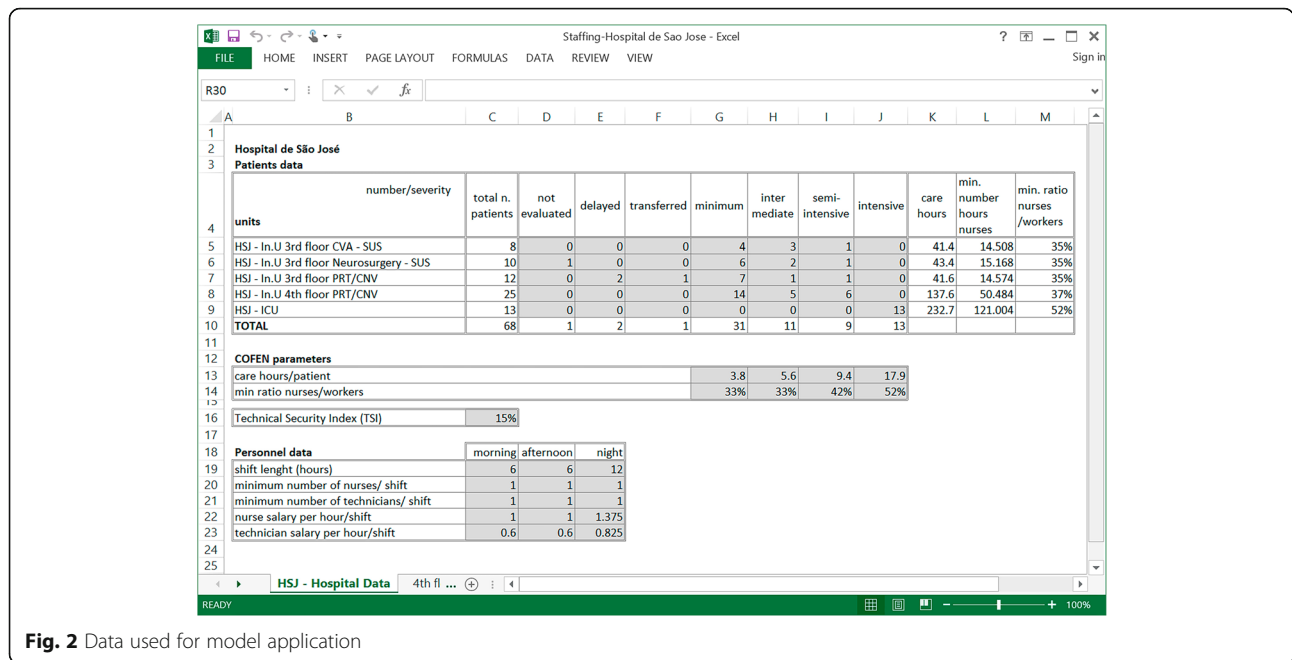 Staffing-Hospital de Sao Jose - Excel
?
FILE HOME INSERT PAGE LAYOUT FORMULAS DATA REVIEW VIEW Sign in
R30 fx
A B C D E F G H I J K L M
1
2 Hospital de São José
3 Patients data
4 number/severity units total n. patients not evaluated delayed transferred minimum inter mediate semi-intensive intensive care hours min. number hours nurses min. ratio nurses /workers
5 HSJ - In.U 3rd floor CVA - SUS 8 0 0 0 4 3 1 0 41.4 14.508 35%
6 HSJ - In.U 3rd floor Neurosurgery - SUS 10 1 0 0 6 2 1 0 43.4 15.168 35%
7 HSJ - In.U 3rd floor PRT/CNV 12 0 2 1 7 1 1 0 41.6 14.574 35%
8 HSJ - In.U 4th floor PRT/CNV 25 0 0 0 14 5 6 0 137.6 50.484 37%
9 HSJ - ICU 13 0 0 0 0 0 0 13 232.7 121.004 52%
10 TOTAL 68 1 2 1 31 11 9 13
11
12 COFEN parameters
13 care hours/patient 3.8 5.6 9.4 17.9
14 min ratio nurses/workers 33% 33% 42% 52%
15
16 Technical Security Index (TSI) 15%
17
18 Personnel data morning afternoon night
19 shift lenght (hours) 6 6 12
20 minimum number of nurses/ shift 1 1 1
21 minimum number of technicians/ shift 1 1 1
22 nurse salary per hour/shift 1 1 1.375
23 technician salary per hour/shift 0.6 0.6 0.825
24
25
HSJ - Hospital Data 4th fl ...
READY 100%
Fig. 2 Data used for model application